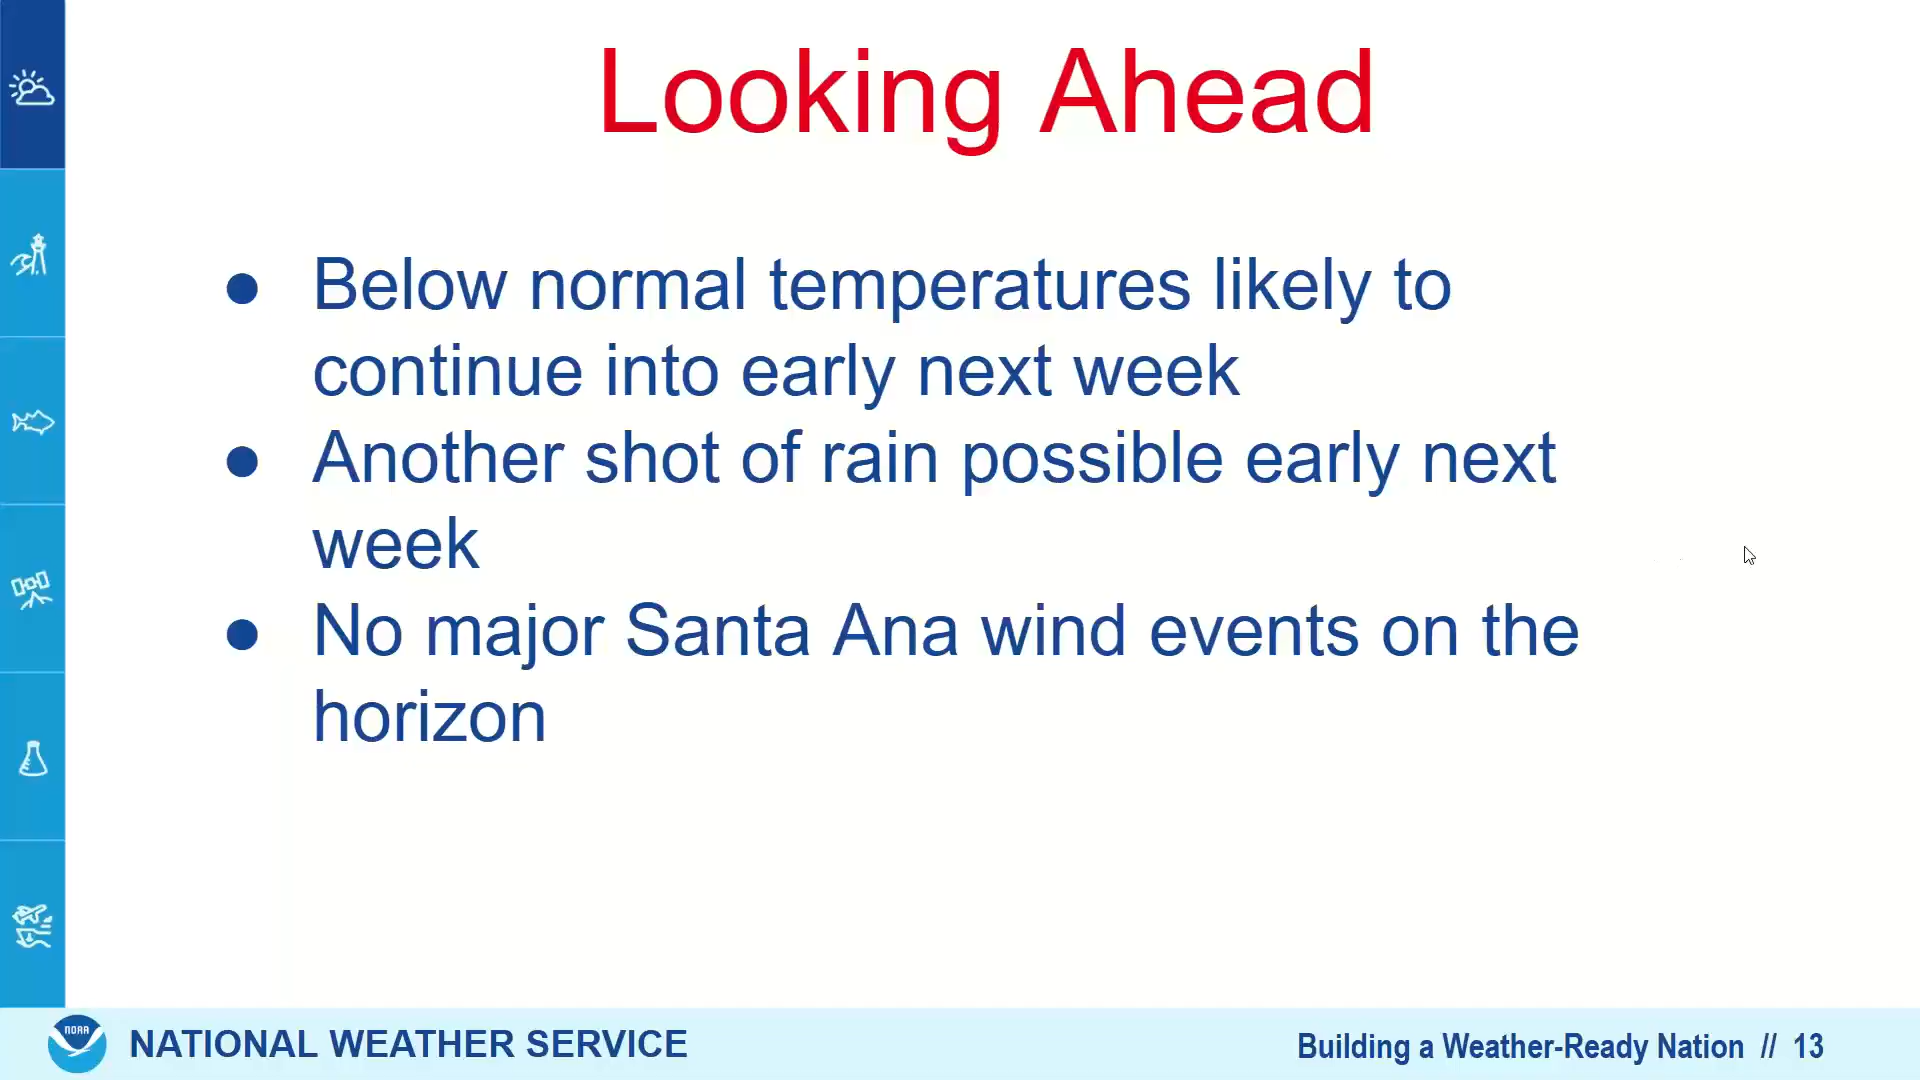 Looking Ahead
● Below normal temperatures likely to
continue into early next week
● Another shot of rain possible early next
week
● No major Santa Ana wind events on the
horizon
NOAA
NATIONAL WEATHER SERVICE
Building a Weather-Ready Nation // 13